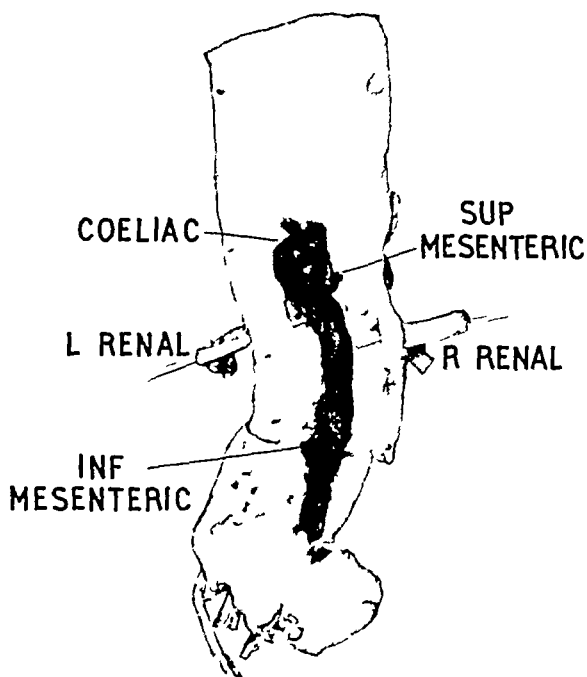 COELIAC
SUP
MESENTERIC
L RENAL
R RENAL
INF
MESENTERIC